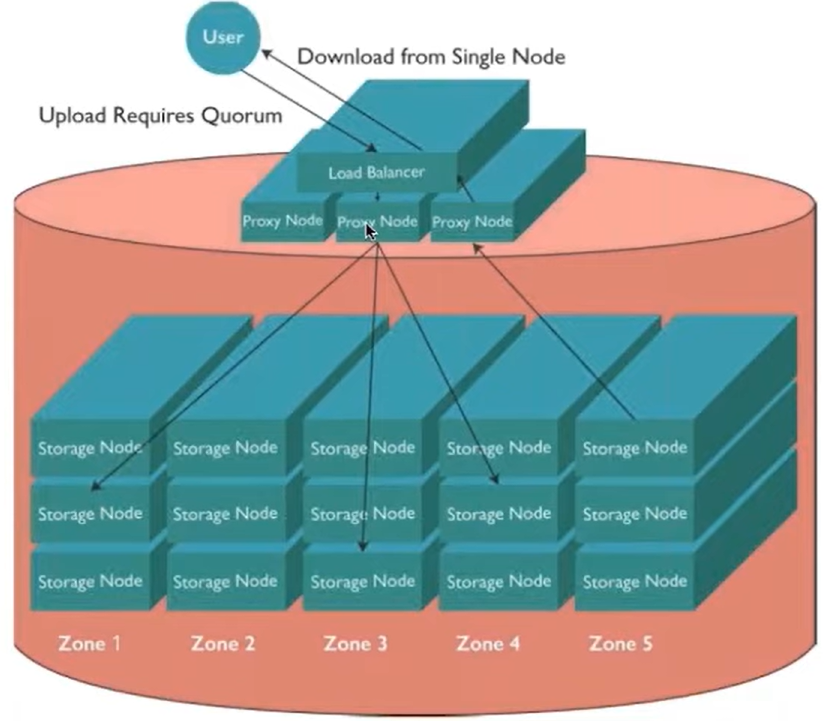 User
Download from Single Node
Upload Requires Quorum
Load Balancer
Proxy Node Proxy Node Proxy Node
Storage Node Storage Node Storage Node Storage Node Storage Node
Storage Node Storage Node Storage Node Storage Node Storage Node
Storage Node Storage Node Storage Node Storage Node Storage Node
Zone 1 Zone 2 Zone 3 Zone 4 Zone 5